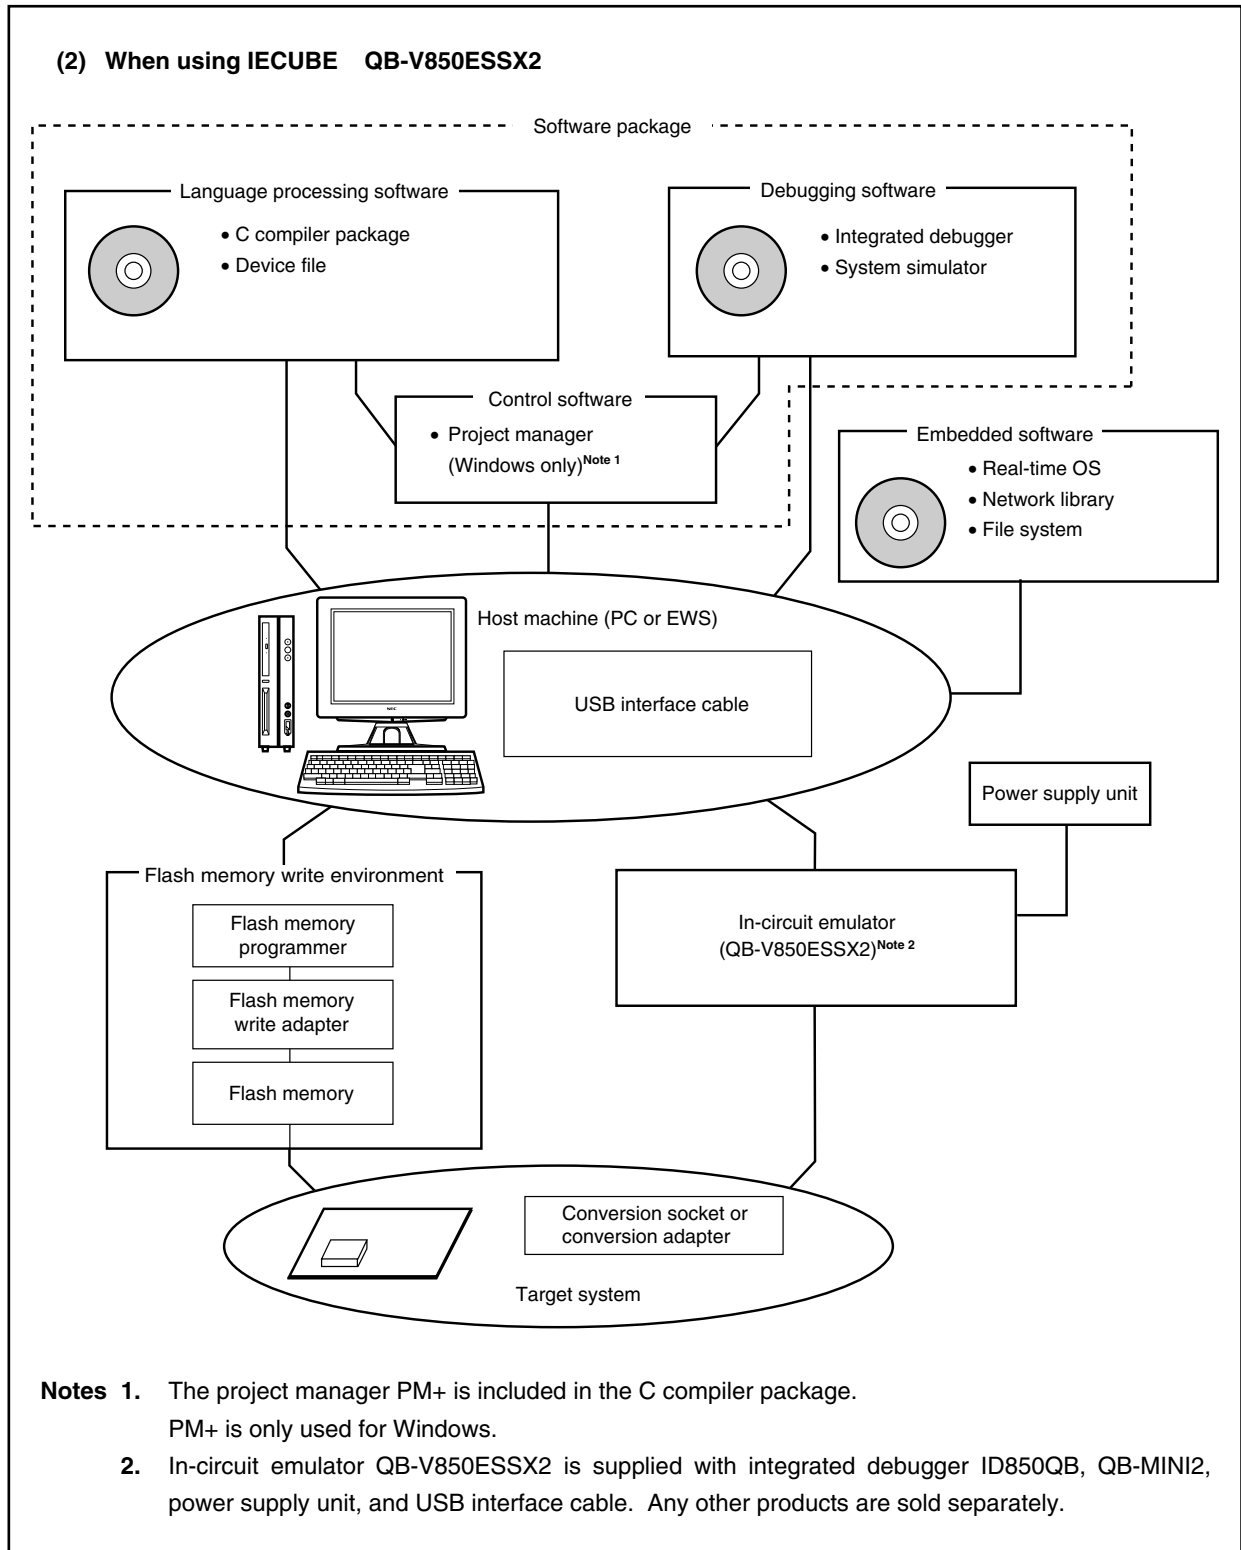 (2) When using IECUBE QB-V850ESSX2
Software package
Language processing software
• C compiler package
• Device file
Debugging software
• Integrated debugger
• System simulator
Control software
• Project manager
(Windows only)Note 1
Embedded software
• Real-time OS
• Network library
• File system
Host machine (PC or EWS)
USB interface cable
NEC
Power supply unit
Flash memory write environment
Flash memory
programmer
Flash memory
write adapter
Flash memory
In-circuit emulator
(QB-V850ESSX2)Note 2
Conversion socket or
conversion adapter
Target system
Notes 1. The project manager PM+ is included in the C compiler package.
PM+ is only used for Windows.
2. In-circuit emulator QB-V850ESSX2 is supplied with integrated debugger ID850QB, QB-MINI2,
power supply unit, and USB interface cable. Any other products are sold separately.